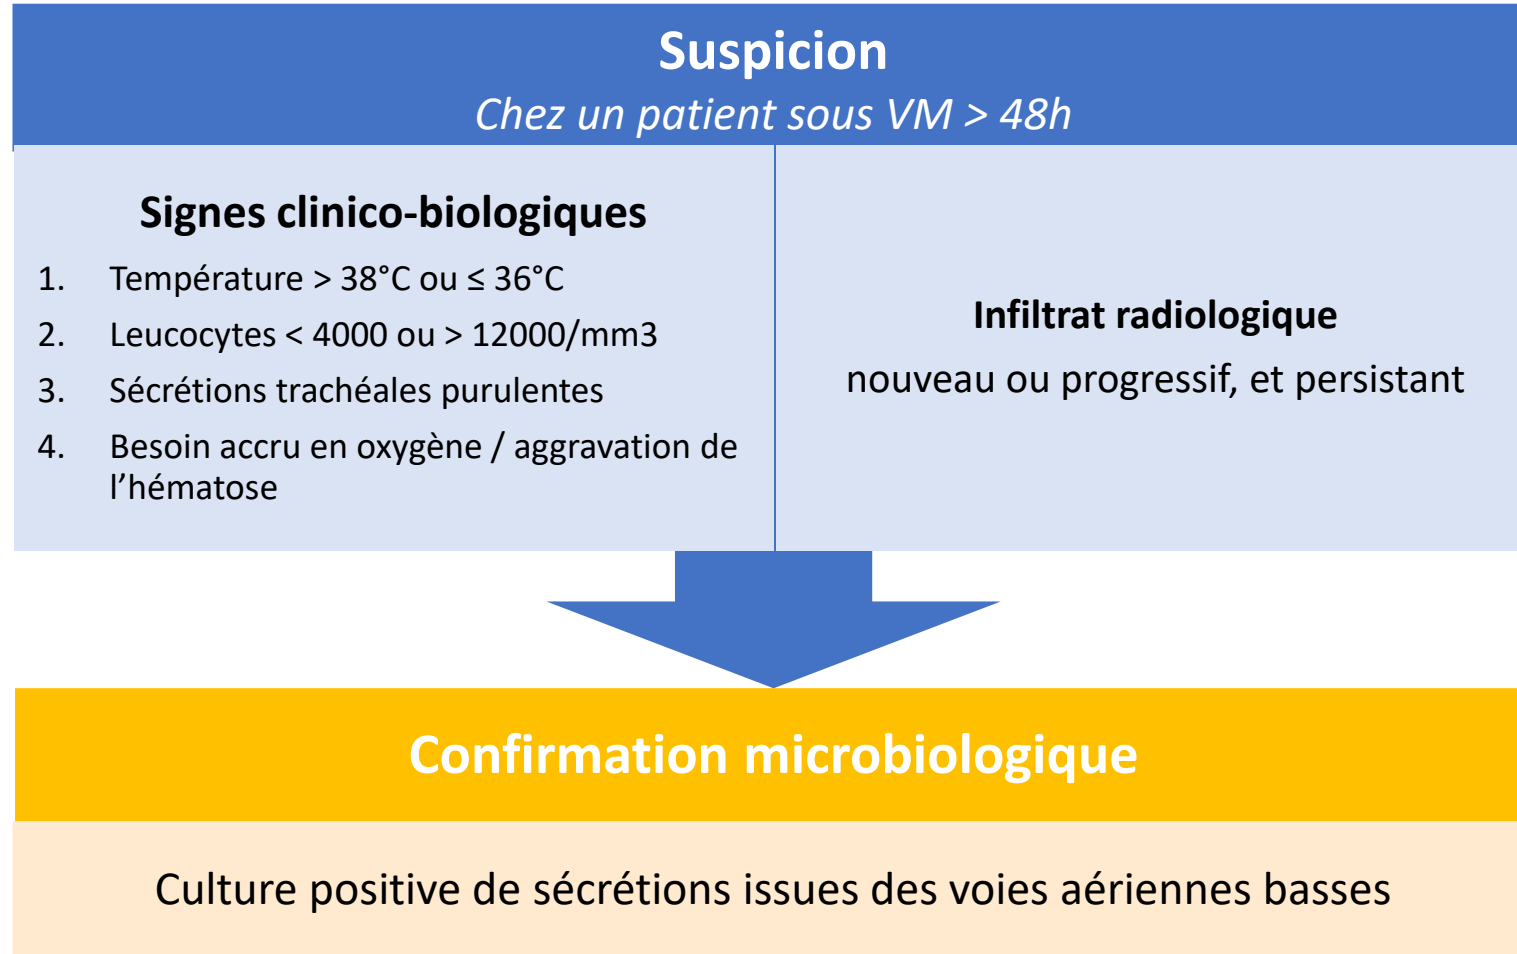 Suspicion
Chez un patient sous VM > 48h
Signes clinico-biologiques
1. Température > 38°C ou ≤ 36°C
2. Leucocytes < 4000 ou > 12000/mm3
3. Sécrétions trachéales purulentes
4. Besoin accru en oxygène / aggravation de
l’hématose
Infiltrat radiologique
nouveau ou progressif, et persistant
Confirmation microbiologique
Culture positive de sécrétions issues des voies aériennes basses